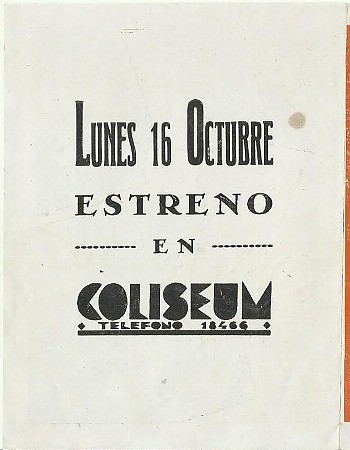 LUNES 16 OCTUBRE
ESTRENO
EN
COLISEUM
TELEFONO 18466